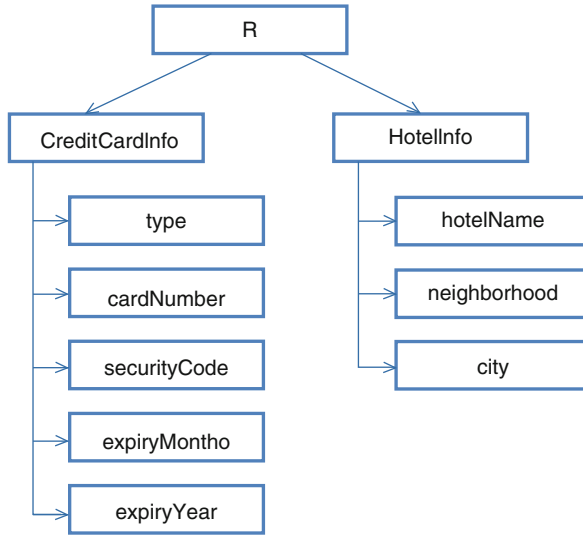 R
CreditCardInfo
HotelInfo
type
hotelName
cardNumber
neighborhood
securityCode
city
expiryMontho
expiryYear